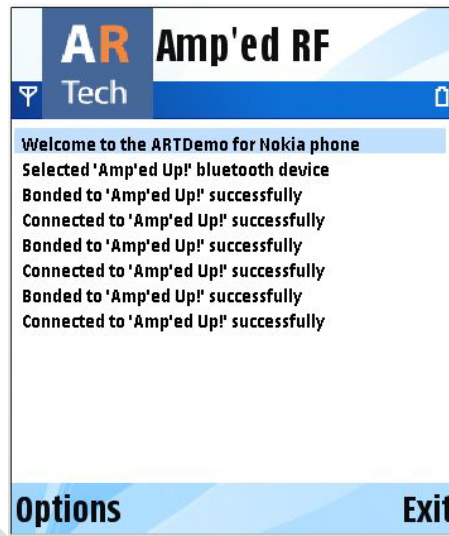 AR Amp'ed RF
Tech
Welcome to the ARTDemo for Nokia phone
Selected 'Amp'ed Up!' bluetooth device
Bonded to 'Amp'ed Up!' successfully
Connected to 'Amp'ed Up!' successfully
Bonded to 'Amp'ed Up!' successfully
Connected to 'Amp'ed Up!' successfully
Bonded to 'Amp'ed Up!' successfully
Connected to 'Amp'ed Up!' successfully
Options Exit